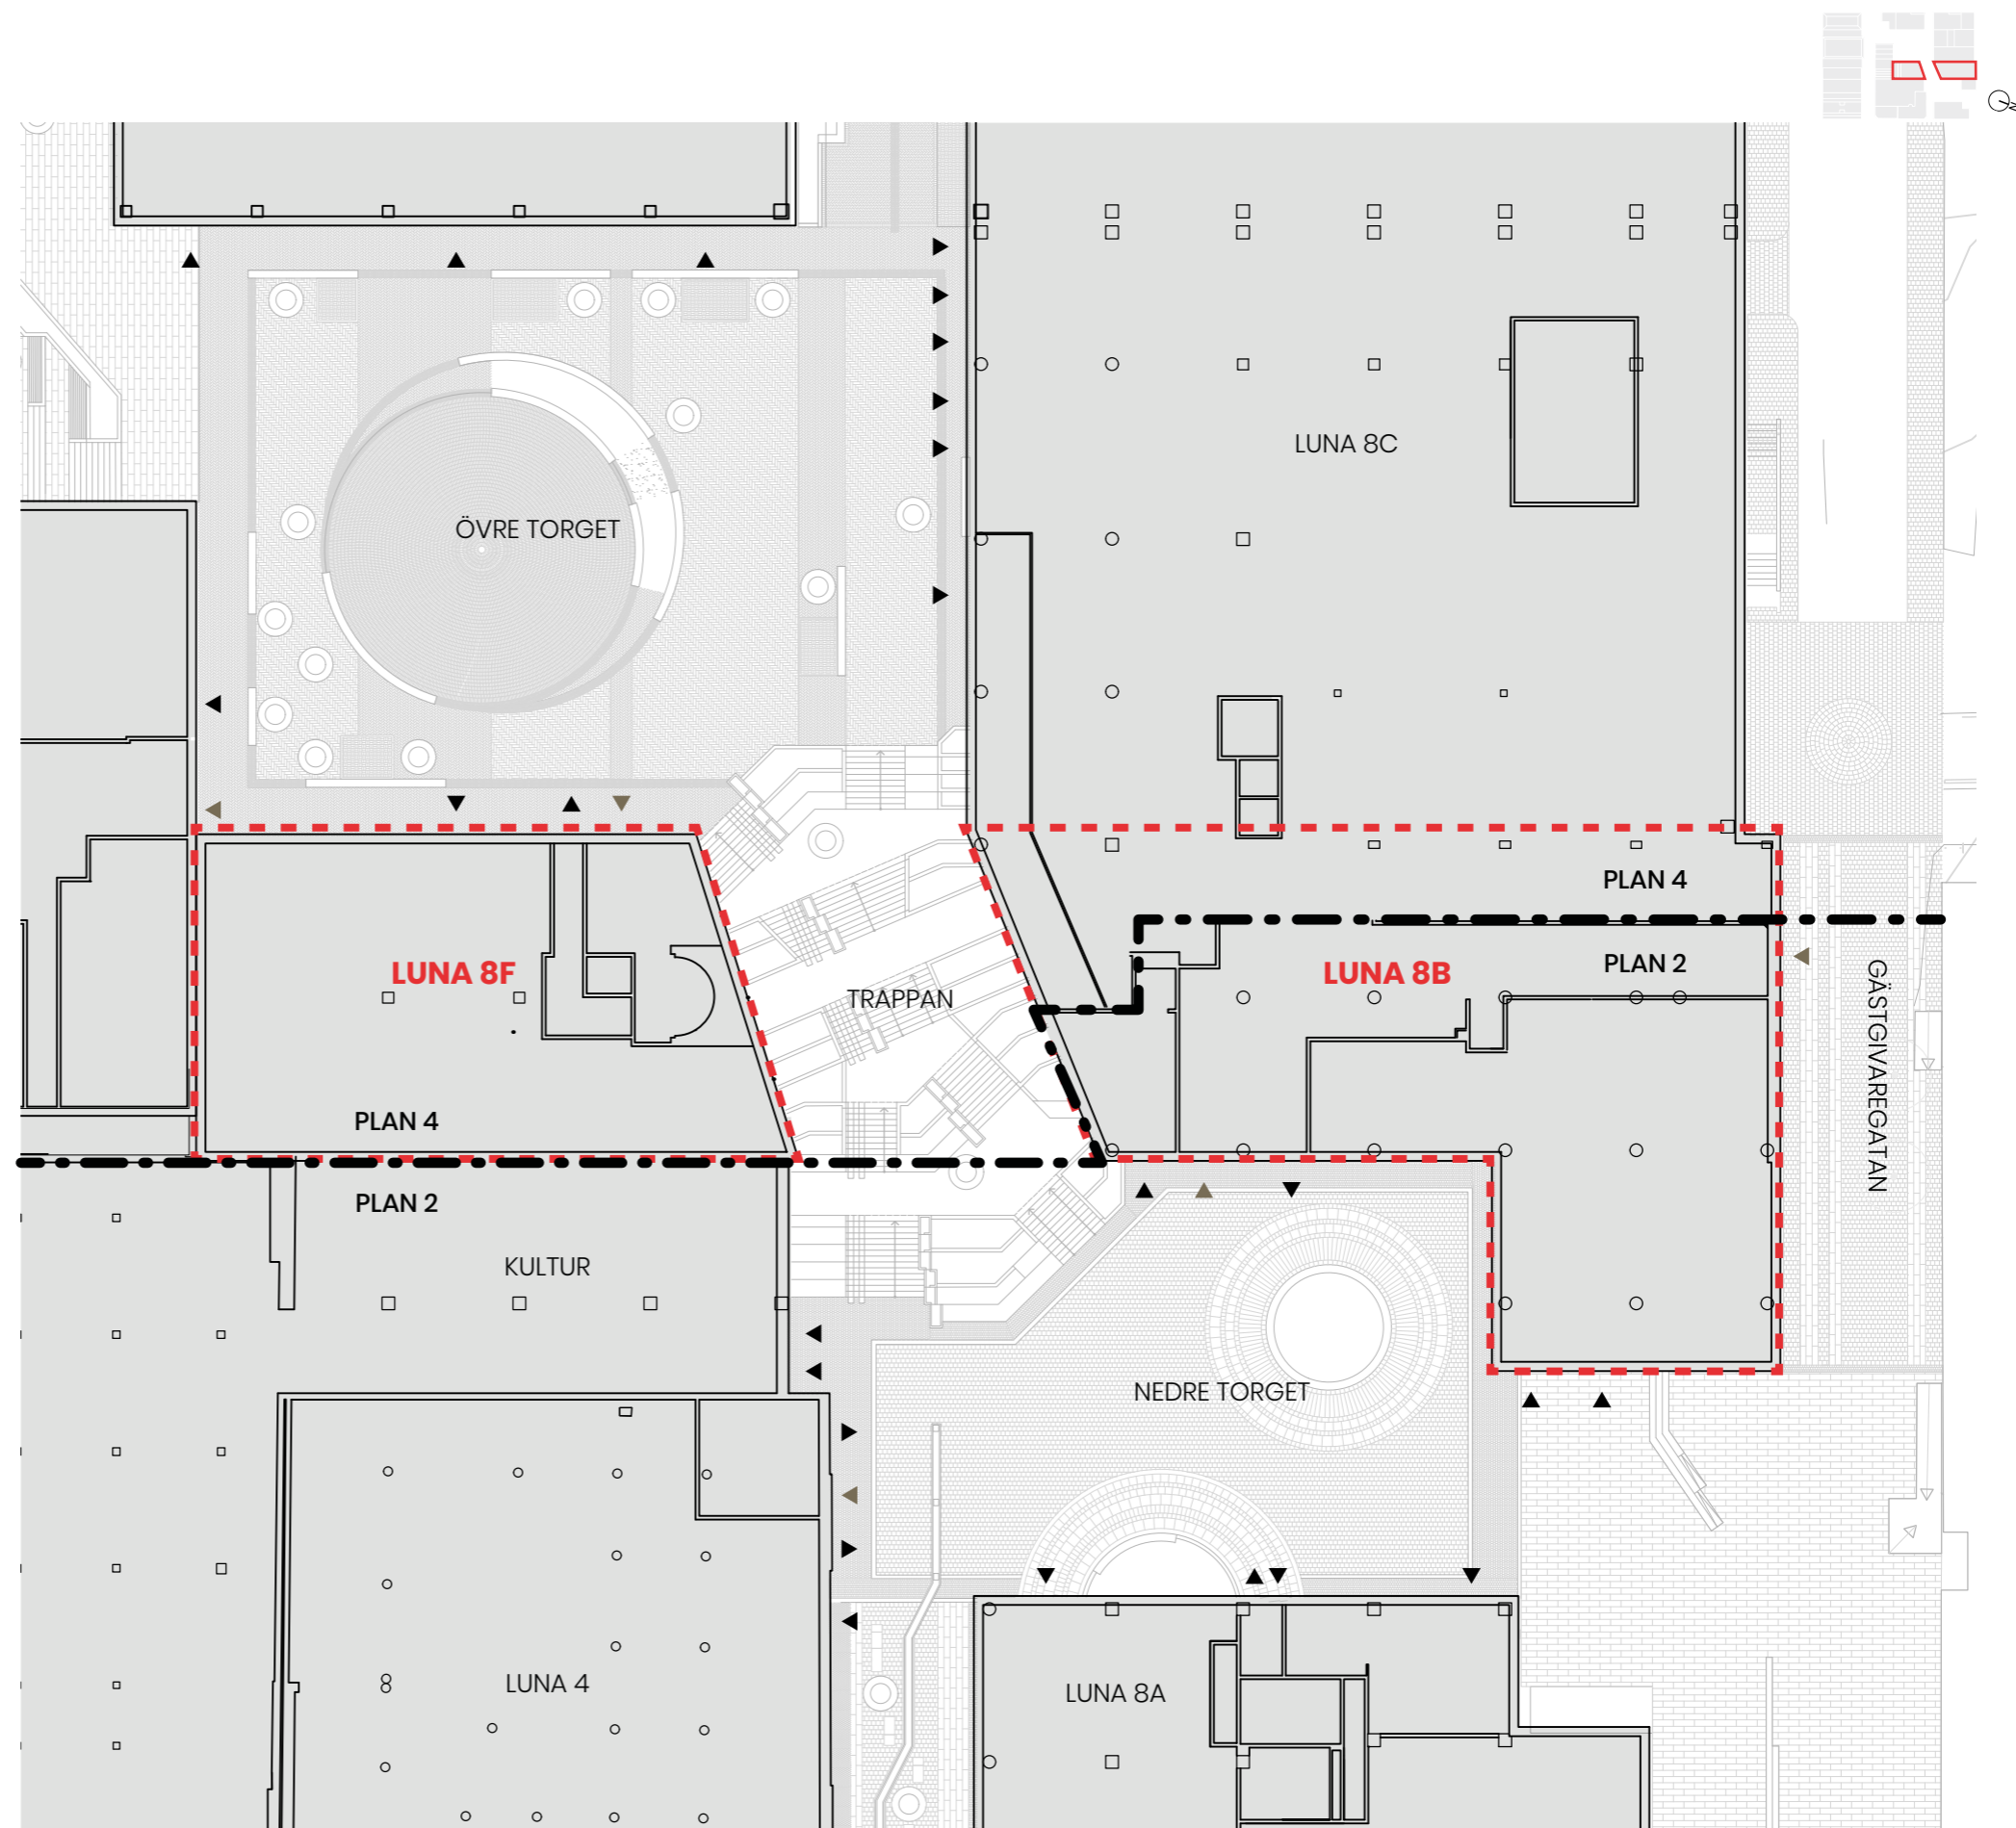 LUNA 8C
ÖVRE TORGET
PLAN 4
LUNA 8F
LUNA 8B
PLAN 2
TRAPPAN
GÄSTGIVAREGATAN
PLAN 4
PLAN 2
KULTUR
NEDRE TORGET
LUNA 4
LUNA 8A